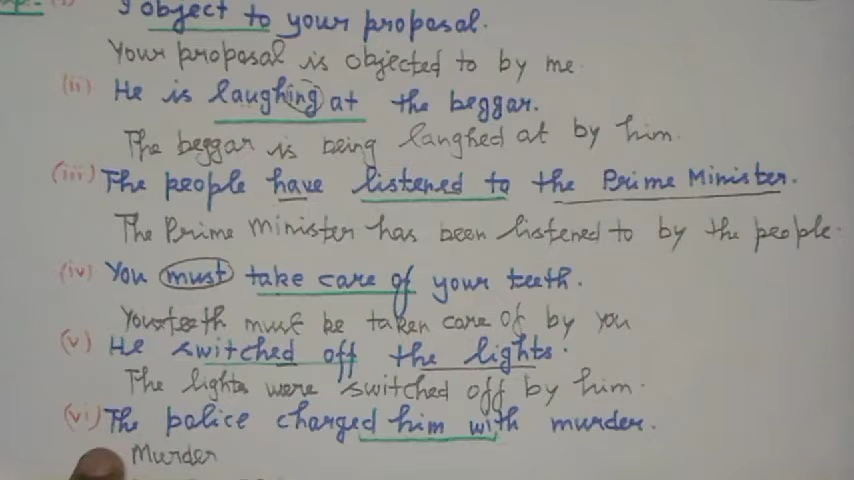 (i) I object to your proposal.
Your proposal is objected to by me
(ii) He is laughing at the beggar.
The beggar is being laughed at by him.
(iii) The people have listened to the Prime Minister.
The Prime Minister has been listened to by the people.
(iv) You must take care of your teeth.
Your teeth must be taken care of by you
(v) He switched off the lights.
The lights were switched off by him.
(vi) The police charged him with murder.
Murder